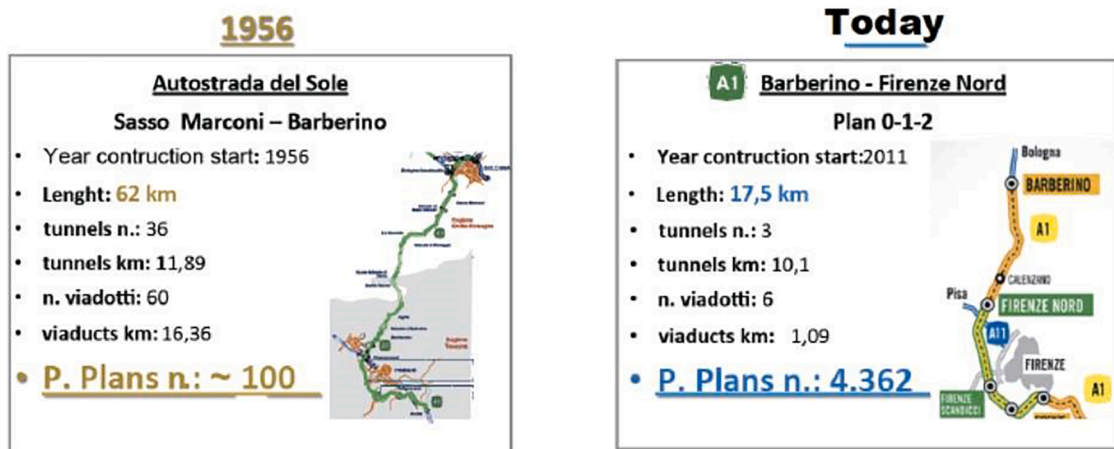 1956
Autostrada del Sole
Sasso Marconi – Barberino
• Year contruction start: 1956
• Lenght: 62 km
• tunnels n.: 36
• tunnels km: 11,89
• n. viadotti: 60
• viaducts km: 16,36
• P. Plans n.: ~ 100
Today
A1 Barberino - Firenze Nord
Plan 0-1-2
• Year contruction start:2011
• Length: 17,5 km
• tunnels n.: 3
• tunnels km: 10,1
• n. viadotti: 6
• viaducts km: 1,09
• P. Plans n.: 4.362
Bologna
BARBERINO
A1
CALENZANO
Pisa
FIRENZE NORD
A11
FIRENZE
FIRENZE
SCANDICCI
A1